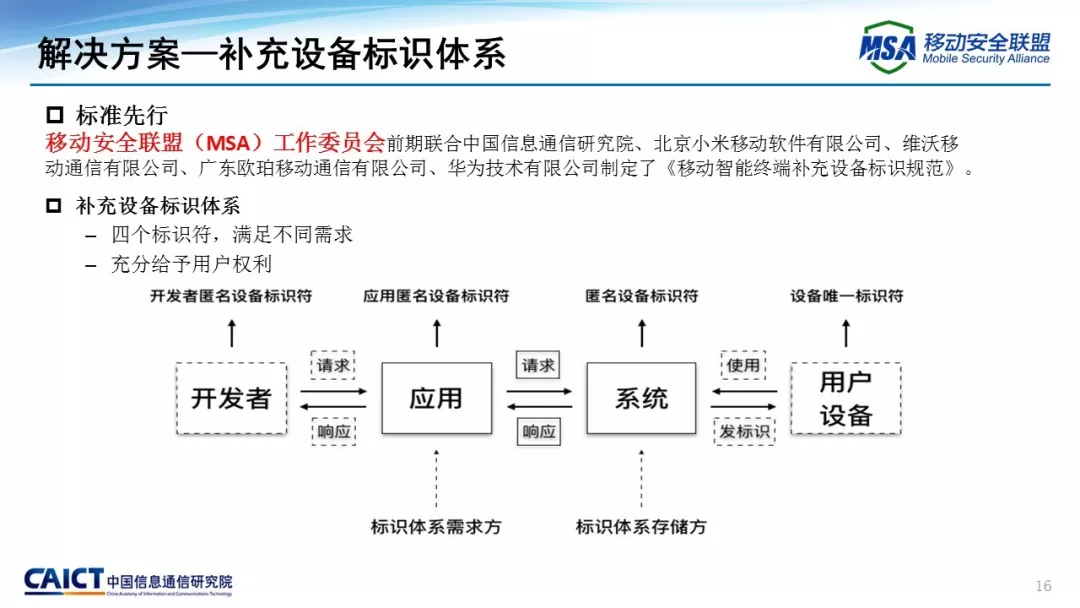 解决方案—补充设备标识体系
MSA 移动安全联盟
Mobile Security Alliance
标准先行
移动安全联盟（MSA）工作委员会前期联合中国信息通信研究院、北京小米移动软件有限公司、维沃移
动通信有限公司、广东欧珀移动通信有限公司、华为技术有限公司制定了《移动智能终端补充设备标识规范》。
补充设备标识体系
– 四个标识符，满足不同需求
– 充分给予用户权利
开发者匿名设备标识符 应用匿名设备标识符 匿名设备标识符 设备唯一标识符
请求 请求 使用
开发者 应用 系统 用户
设备
响应 响应 发标识
标识体系需求方 标识体系存储方
CAICT 中国信息通信研究院
China Academy of Information and Communications Technology
16